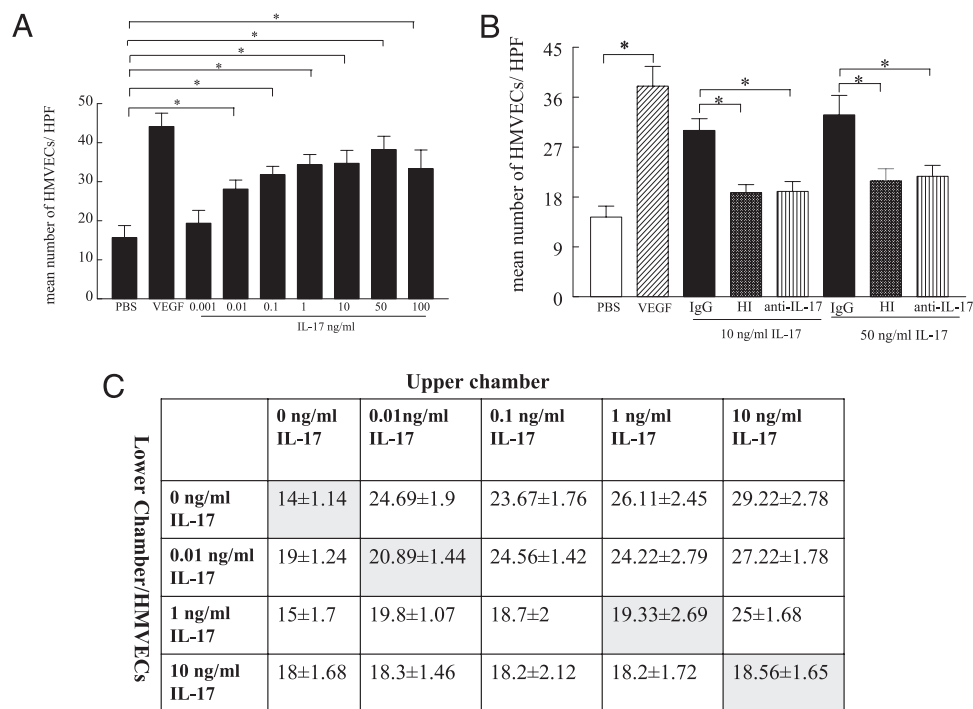 A
*
*
*
*
*
*
mean number of HMVECs/ HPF
50
40
30
20
10
0
PBS VEGF 0.001 0.01 0.1 1 10 50 100
IL-17 ng/ml
B
*
*
*
*
*
mean number of HMVECs/ HPF
45
36
27
18
9
0
PBS VEGF IgG HI anti-IL-17 IgG HI anti-IL-17
10 ng/ml IL-17 50 ng/ml IL-17
C
Upper chamber
Lower Chamber/HMVECs
0 ng/ml 0.01ng/ml 0.1 ng/ml 1 ng/ml 10 ng/ml
IL-17 IL-17 IL-17 IL-17 IL-17
0 ng/ml 14±1.14 24.69±1.9 23.67±1.76 26.11±2.45 29.22±2.78
IL-17
0.01 ng/ml 19±1.24 20.89±1.44 24.56±1.42 24.22±2.79 27.22±1.78
IL-17
1 ng/ml 15±1.7 19.8±1.07 18.7±2 19.33±2.69 25±1.68
IL-17
10 ng/ml 18±1.68 18.3±1.46 18.2±2.12 18.2±1.72 18.56±1.65
IL-17